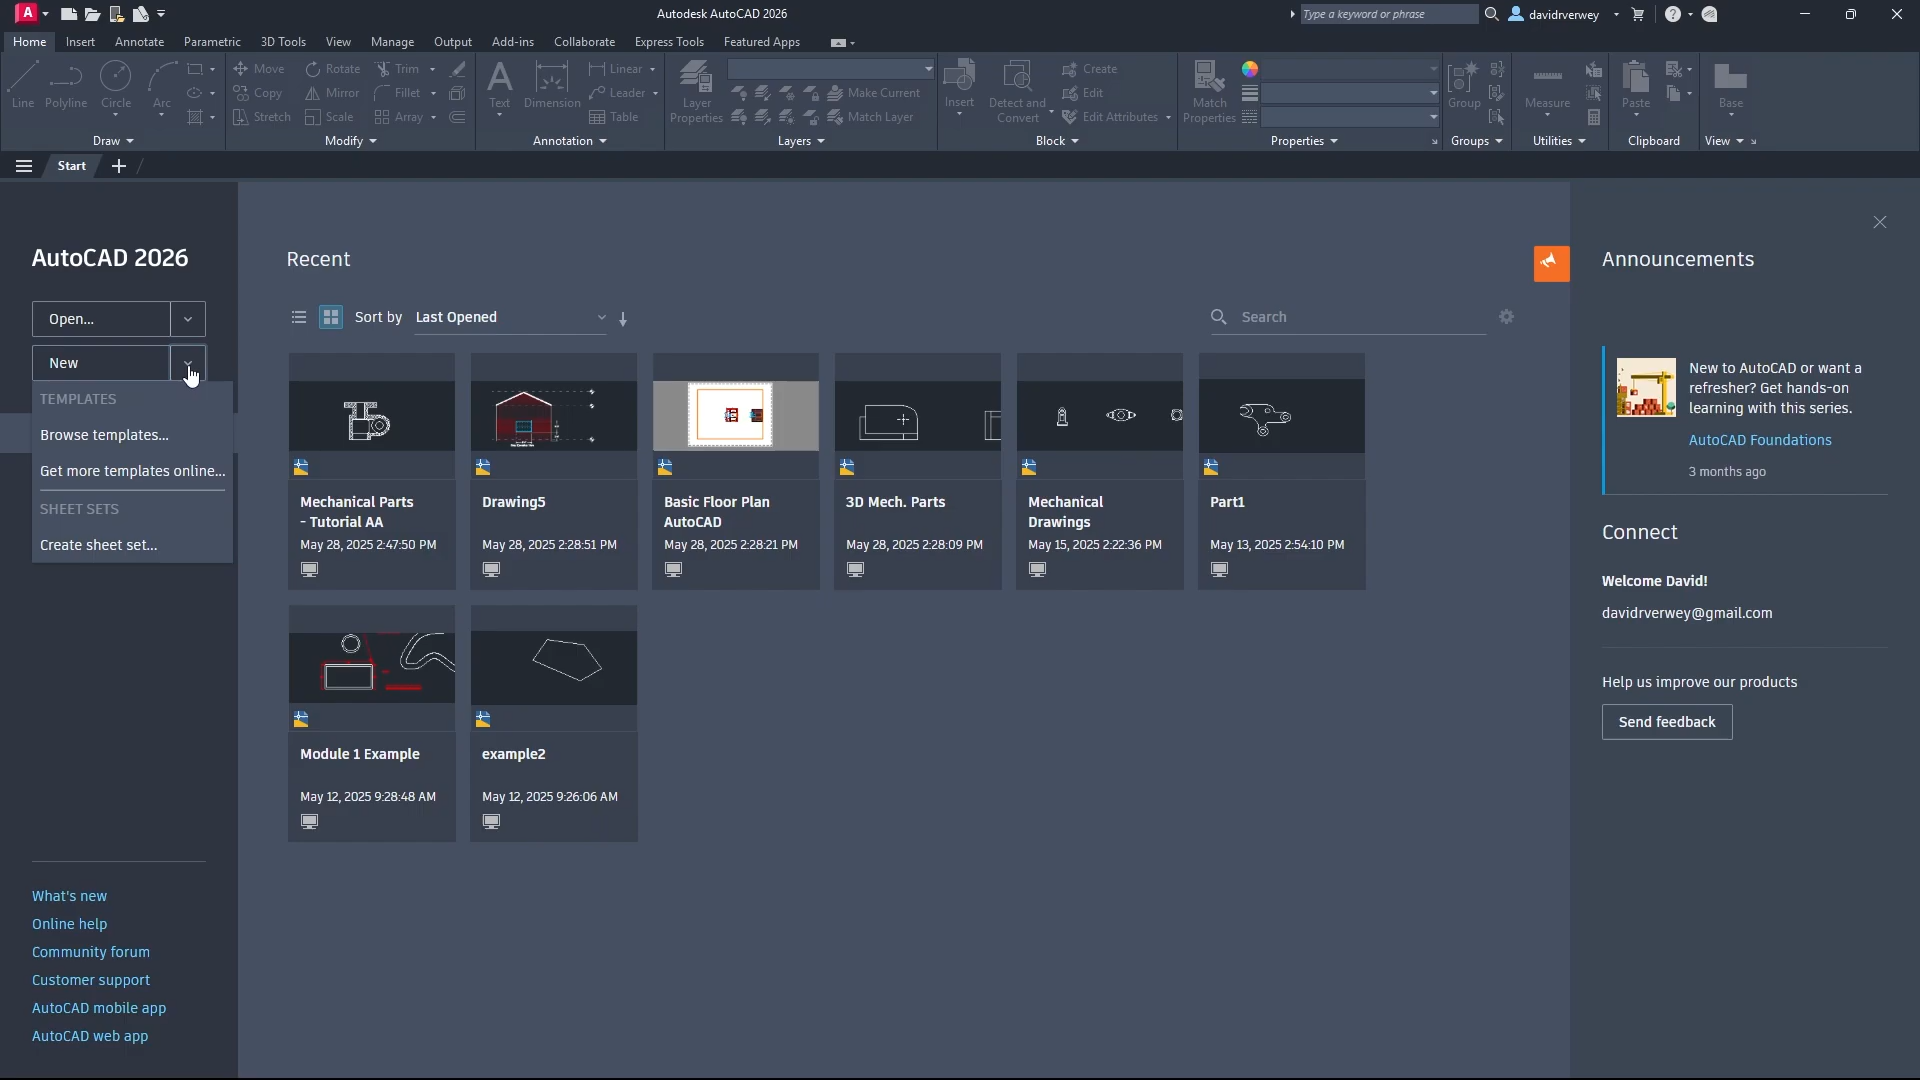 A
Autodesk AutoCAD 2026
Type a keyword or phrase
davidrverwey
Home Insert Annotate Parametric 3D Tools View Manage Output Add-ins Collaborate Express Tools Featured Apps
Line Polyline Circle Arc
Move Rotate Trim
Copy Mirror Fillet
Stretch Scale Array
Text Dimension
Linear
Leader
Table
Layer
Properties
Make Current
Match Layer
Insert
Detect and
Convert
Create
Edit
Edit Attributes
Match
Properties
Group
Measure
Paste
Base
Draw Modify Annotation Layers Block Properties Groups Utilities Clipboard View
Start
AutoCAD 2026
Open...
New
TEMPLATES
Browse templates...
Get more templates online...
SHEET SETS
Create sheet set...
What's new
Online help
Community forum
Customer support
AutoCAD mobile app
AutoCAD web app
Recent
Sort by Last Opened
Search
Mechanical Parts
- Tutorial AA
May 28, 2025 2:47:50 PM
Drawing5
May 28, 2025 2:28:51 PM
Basic Floor Plan
AutoCAD
May 28, 2025 2:28:21 PM
3D Mech. Parts
May 28, 2025 2:28:09 PM
Mechanical
Drawings
May 15, 2025 2:22:36 PM
Part1
May 13, 2025 2:54:10 PM
Module 1 Example
May 12, 2025 9:28:48 AM
example2
May 12, 2025 9:26:06 AM
Announcements
New to AutoCAD or want a
refresher? Get hands-on
learning with this series.
AutoCAD Foundations
3 months ago
Connect
Welcome David!
davidrverwey@gmail.com
Help us improve our products
Send feedback